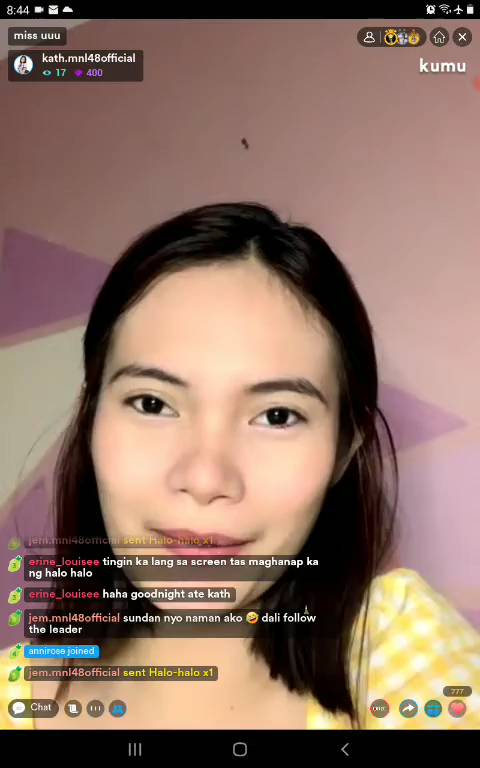 8:44
miss uuu
kath.mnl48official
17 400
kumu
jem.mnl48official sent Halo-halo x1
erine_louisee tingin ka lang sa screen tas maghanap ka
ng halo halo
erine_louisee haha goodnight ate kath
jem.mnl48official sundan nyo naman ako 🤣 dali follow
the leader
annirose joined
jem.mnl48official sent Halo-halo x1
777
Chat